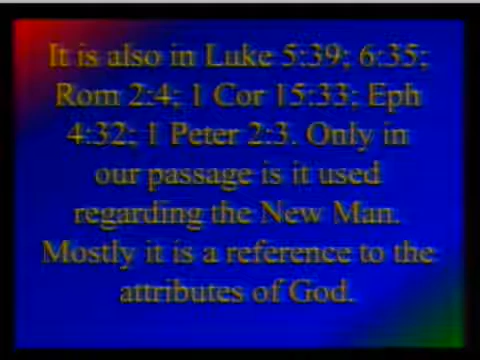 It is also in Luke 5:39; 6:35;
Rom 2:4; 1 Cor 15:33; Eph
4:32; 1 Peter 2:3. Only in
our passage is it used
regarding the New Man.
Mostly it is a reference to the
attributes of God.